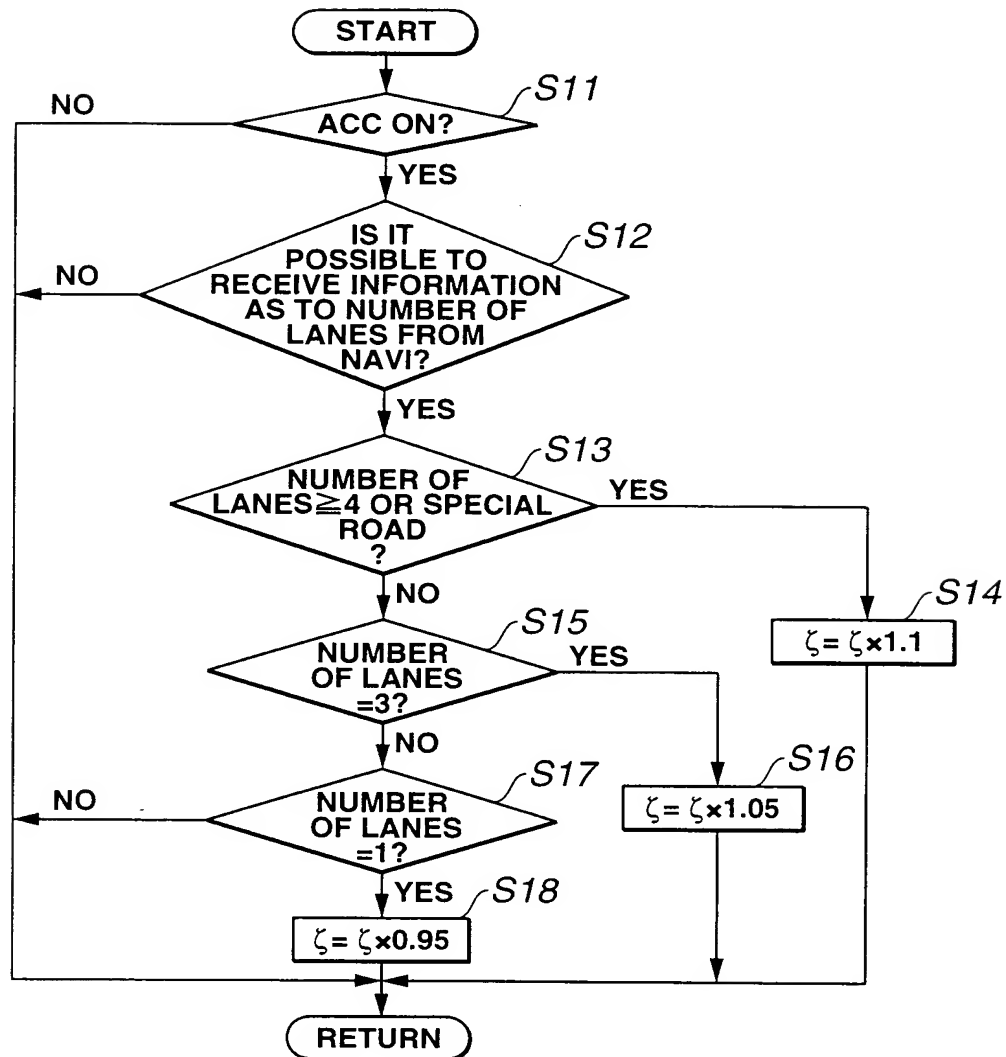 START
S11
NO
ACC ON?
YES
S12
IS IT
POSSIBLE TO
RECEIVE INFORMATION
AS TO NUMBER OF
LANES FROM
NAVI?
NO
YES
S13
NUMBER OF
LANES≧4 OR SPECIAL
ROAD
?
YES
NO
S14
ζ= ζ×1.1
S15
NUMBER
OF LANES
=3?
YES
NO
S16
ζ= ζ×1.05
S17
NUMBER
OF LANES
=1?
NO
YES
S18
ζ= ζ×0.95
RETURN